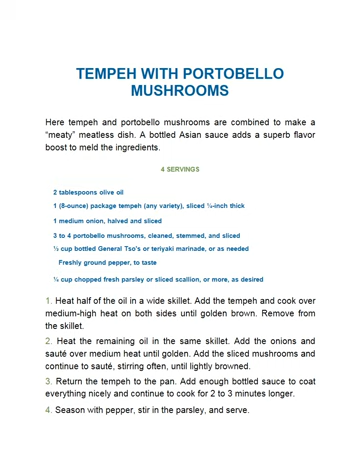 TEMPEH WITH PORTOBELLO
MUSHROOMS
Here tempeh and portobello mushrooms are combined to make a
“meaty” meatless dish. A bottled Asian sauce adds a superb flavor
boost to meld the ingredients.
4 SERVINGS
2 tablespoons olive oil
1 (8-ounce) package tempeh (any variety), sliced ¼-inch thick
1 medium onion, halved and sliced
3 to 4 portobello mushrooms, cleaned, stemmed, and sliced
½ cup bottled General Tso’s or teriyaki marinade, or as needed
Freshly ground pepper, to taste
¼ cup chopped fresh parsley or sliced scallion, or more, as desired
1. Heat half of the oil in a wide skillet. Add the tempeh and cook over
medium-high heat on both sides until golden brown. Remove from
the skillet.
2. Heat the remaining oil in the same skillet. Add the onions and
sauté over medium heat until golden. Add the sliced mushrooms and
continue to sauté, stirring often, until lightly browned.
3. Return the tempeh to the pan. Add enough bottled sauce to coat
everything nicely and continue to cook for 2 to 3 minutes longer.
4. Season with pepper, stir in the parsley, and serve.